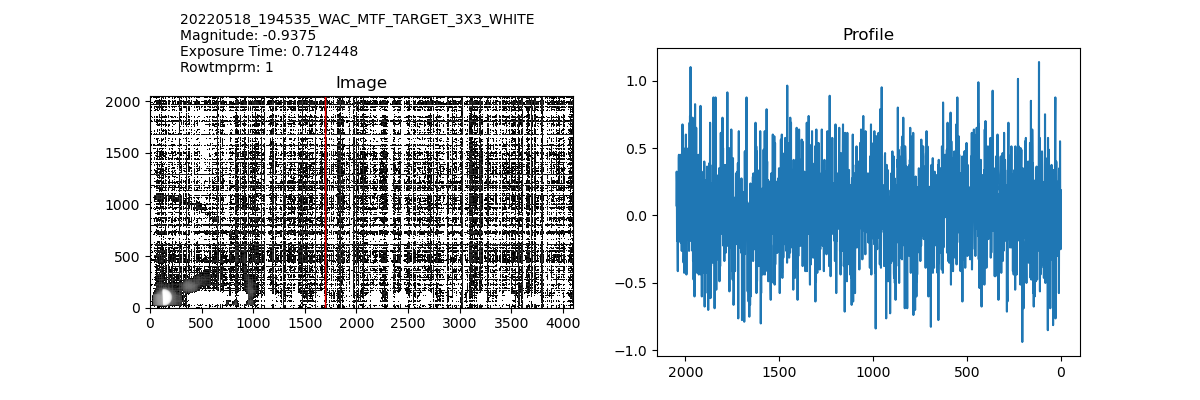 20220518_194535_WAC_MTF_TARGET_3X3_WHITE
Magnitude: -0.9375
Exposure Time: 0.712448
Rowtmprm: 1
Image
2000
1500
1000
500
0
0 500 1000 1500 2000 2500 3000 3500 4000
Profile
1.0
0.5
0.0
−0.5
−1.0
2000 1500 1000 500 0